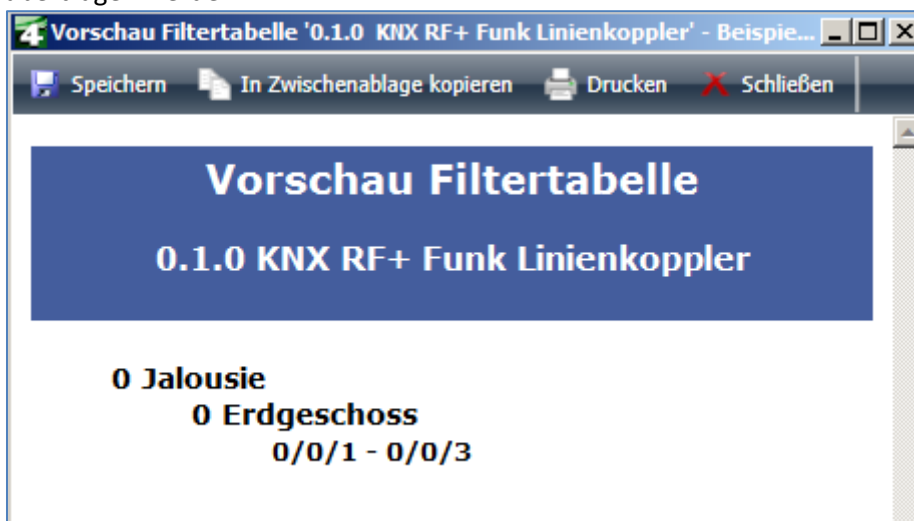 Vorschau Filtertabelle '0.1.0 KNX RF+ Funk Linienkoppler' - Beispie...
Speichern In Zwischenablage kopieren Drucken Schließen
Vorschau Filtertabelle
0.1.0 KNX RF+ Funk Linienkoppler
0 Jalousie
0 Erdgeschoss
0/0/1 - 0/0/3